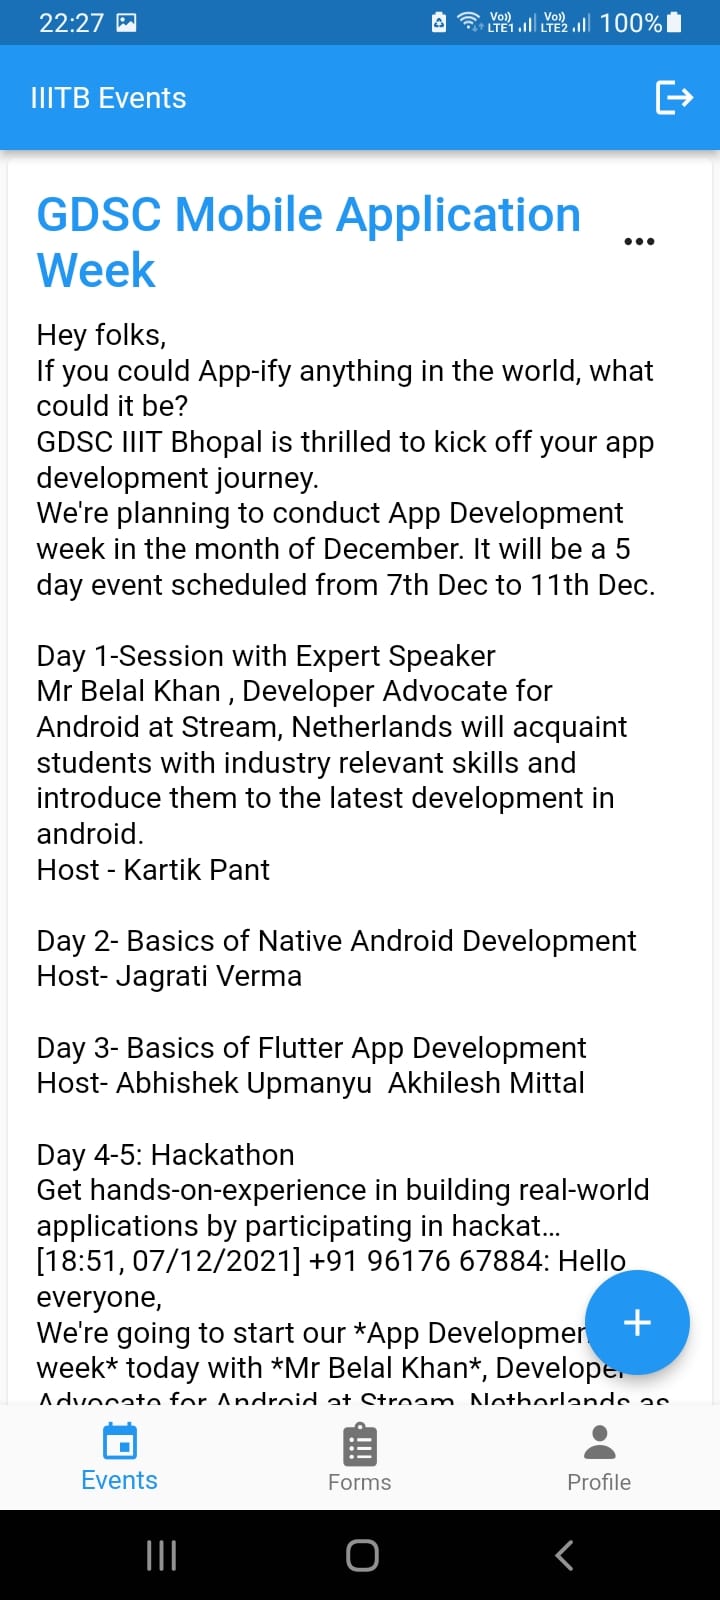 22:27
Vo)) LTE1 Vo)) LTE2 100%
IIITB Events
GDSC Mobile Application
Week
Hey folks,
If you could App-ify anything in the world, what
could it be?
GDSC IIIT Bhopal is thrilled to kick off your app
development journey.
We're planning to conduct App Development
week in the month of December. It will be a 5
day event scheduled from 7th Dec to 11th Dec.
Day 1-Session with Expert Speaker
Mr Belal Khan , Developer Advocate for
Android at Stream, Netherlands will acquaint
students with industry relevant skills and
introduce them to the latest development in
android.
Host - Kartik Pant
Day 2- Basics of Native Android Development
Host- Jagrati Verma
Day 3- Basics of Flutter App Development
Host- Abhishek Upmanyu  Akhilesh Mittal
Day 4-5: Hackathon
Get hands-on-experience in building real-world
applications by participating in hackat…
[18:51, 07/12/2021] +91 96176 67884: Hello
everyone,
We're going to start our *App Developmen
week* today with *Mr Belal Khan*, Developer
Advocate for Android at Stream, Netherlands as
Events
Forms
Profile